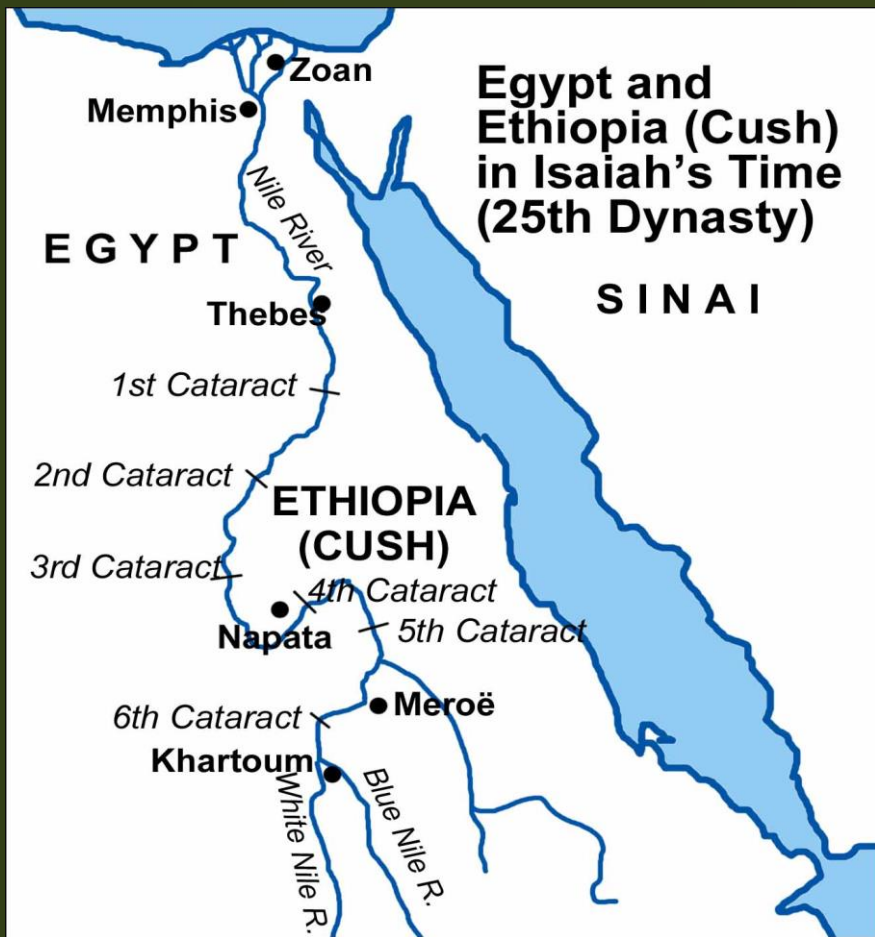 Zoan
Memphis
Egypt and
Ethiopia (Cush)
in Isaiah's Time
(25th Dynasty)
Nile River
EGYPT
SINAI
Thebes
1st Cataract
2nd Cataract
ETHIOPIA
(CUSH)
3rd Cataract
4th Cataract
Napata
5th Cataract
Meroë
6th Cataract
Khartoum
White Nile R.
Blue Nile R.